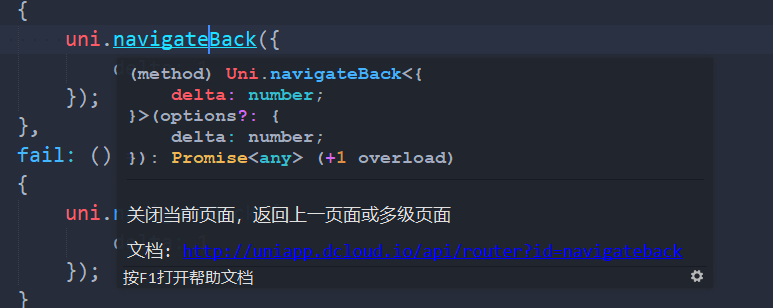 {
uni.navigateBack({
(method) Uni.navigateBack<{
delta: number;
}>(options?: {
delta: number;
}): Promise<any> (+1 overload)
});
},
fail: ()
{
关闭当前页面，返回上一页面或多级页面
文档：http://uniapp.dcloud.io/api/router?id=navigateback
});
按F1打开帮助文档
}